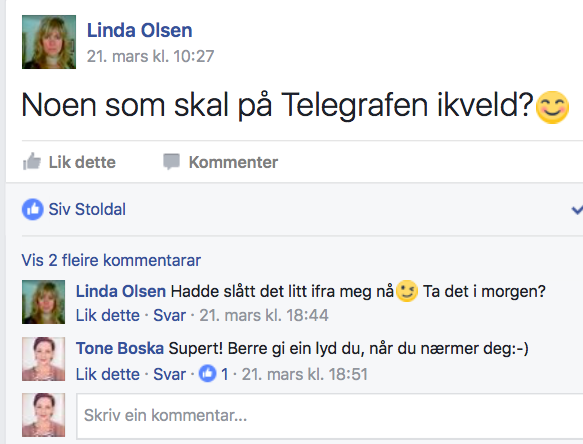 Linda Olsen
21. mars kl. 10:27
Noen som skal på Telegrafen ikveld?😊
Lik dette Kommenter
Siv Stoldal
Vis 2 fleire kommentarar
Linda Olsen Hadde slått det litt ifra meg nå😉 Ta det i morgen?
Lik dette · Svar · 21. mars kl. 18:44
Tone Boska Supert! Berre gi ein lyd du, når du nærmer deg:-)
Lik dette · Svar · 1 · 21. mars kl. 18:51
Skriv ein kommentar...